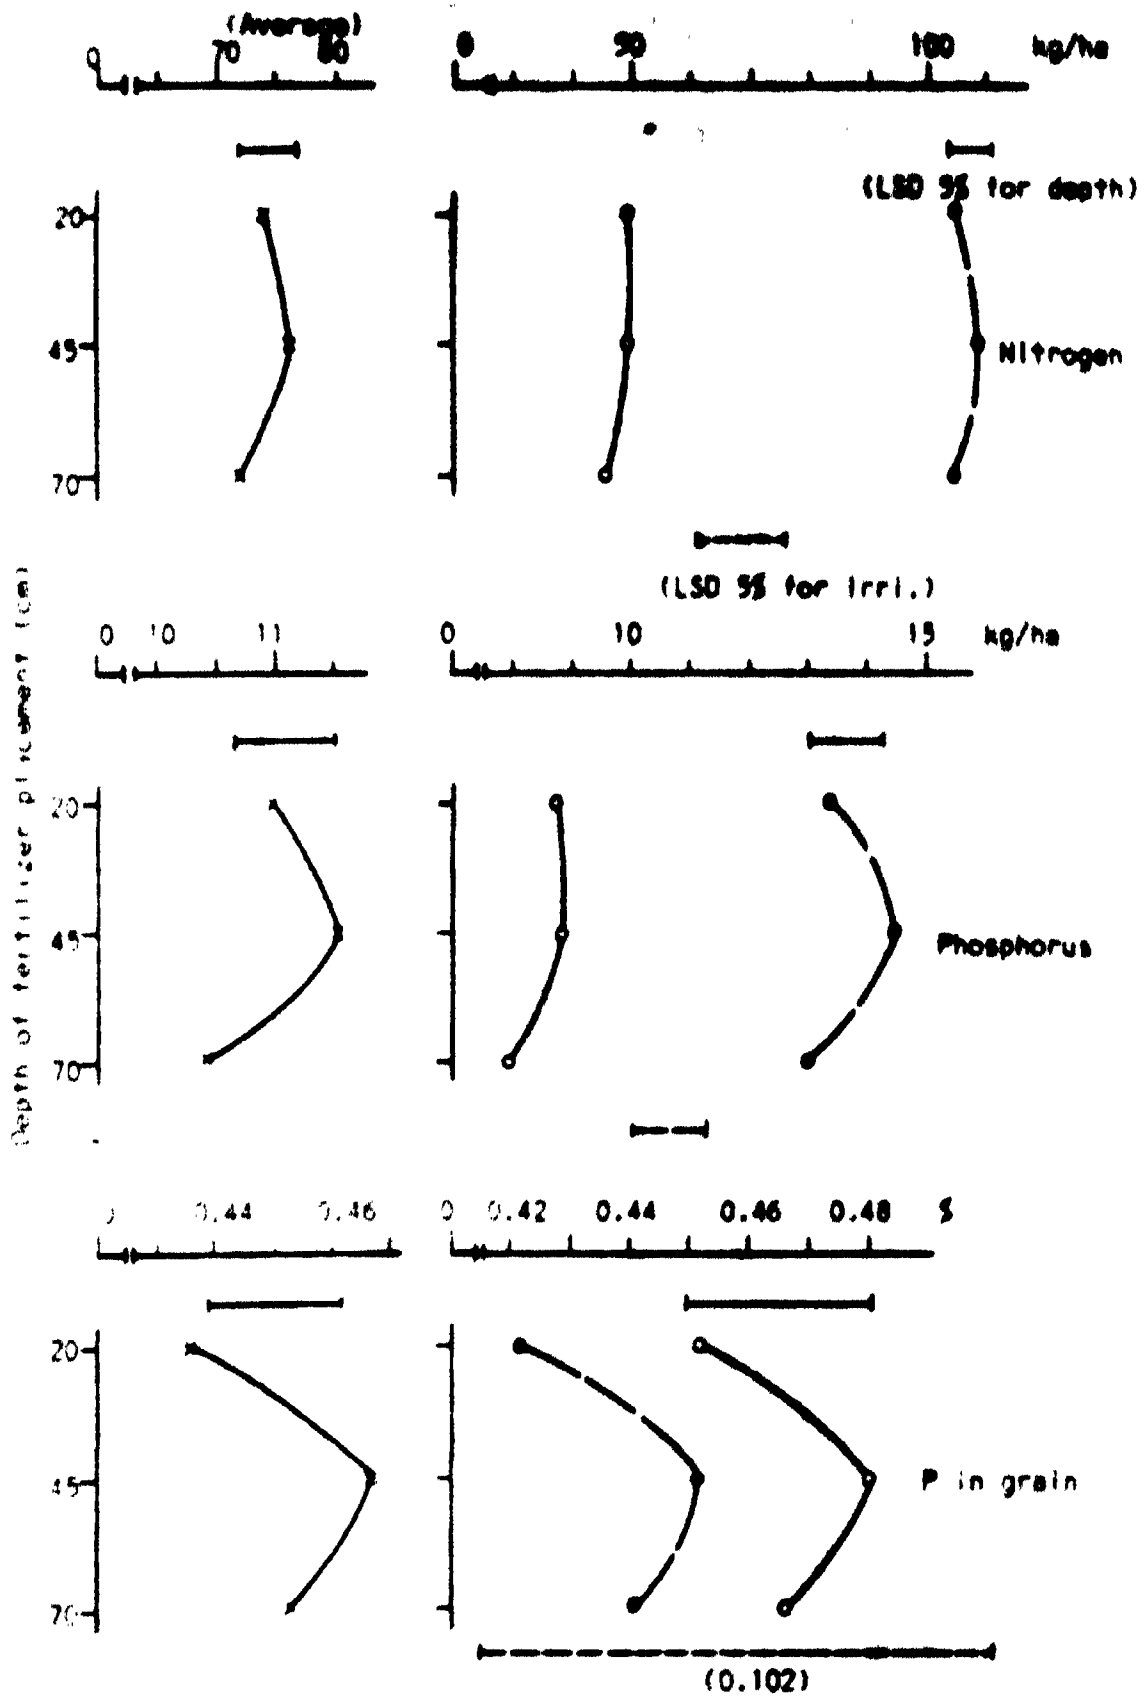 (Average)
0 70 80 0 90 100 kg/ha
(LSD 5% for depth)
20
45 Nitrogen
70
(LSD 5% for irri.)
Depth of fertilizer placement (cm)
0 10 11 0 10 15 kg/ha
20
45 Phosphorus
70
0.44 0.46 0 0.42 0.44 0.46 0.48 %
20
45 P in grain
70
(0.102)